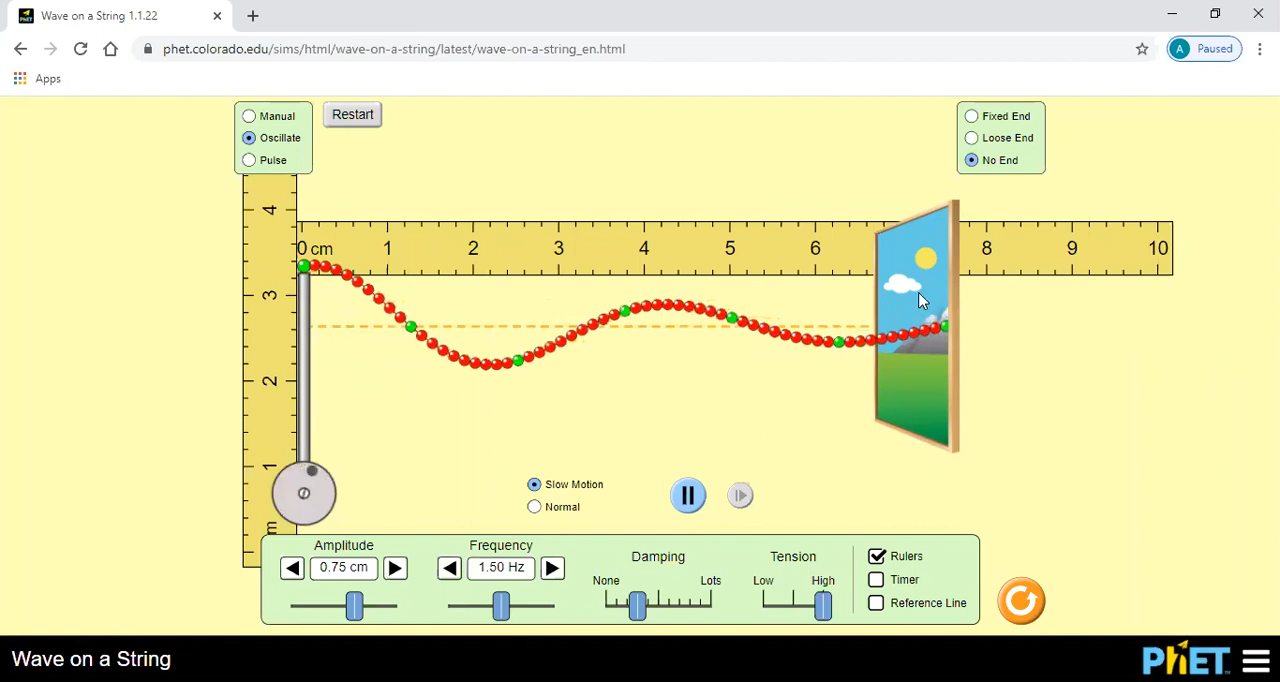 Wave on a String 1.1.22
phet.colorado.edu/sims/html/wave-on-a-string/latest/wave-on-a-string_en.html
A Paused
Apps
Manual
Oscillate
Pulse
Restart
Fixed End
Loose End
No End
0 cm 1 2 3 4 5 6 8 9 10
4
3
2
1
Slow Motion
Normal
Amplitude
0.75 cm
Frequency
1.50 Hz
Damping
None Lots
Tension
Low High
Rulers
Timer
Reference Line
Wave on a String
PhET